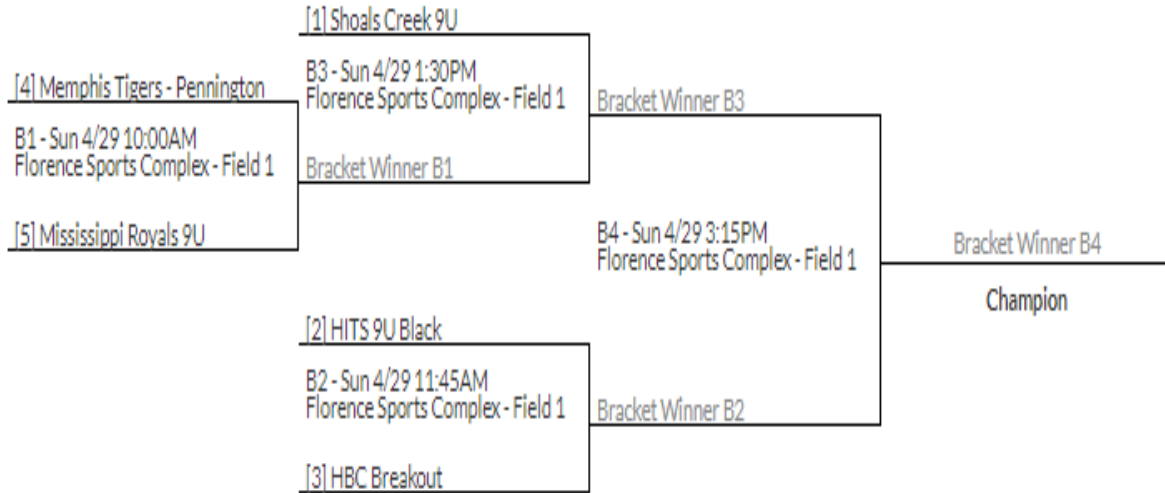 [1] Shoals Creek 9U
B3 - Sun 4/29 1:30PM
Florence Sports Complex - Field 1
[4] Memphis Tigers - Pennington
Bracket Winner B3
B1 - Sun 4/29 10:00AM
Florence Sports Complex - Field 1
Bracket Winner B1
[5] Mississippi Royals 9U
B4 - Sun 4/29 3:15PM
Florence Sports Complex - Field 1
Bracket Winner B4
Champion
[2] HITS 9U Black
B2 - Sun 4/29 11:45AM
Florence Sports Complex - Field 1
Bracket Winner B2
[3] HBC Breakout